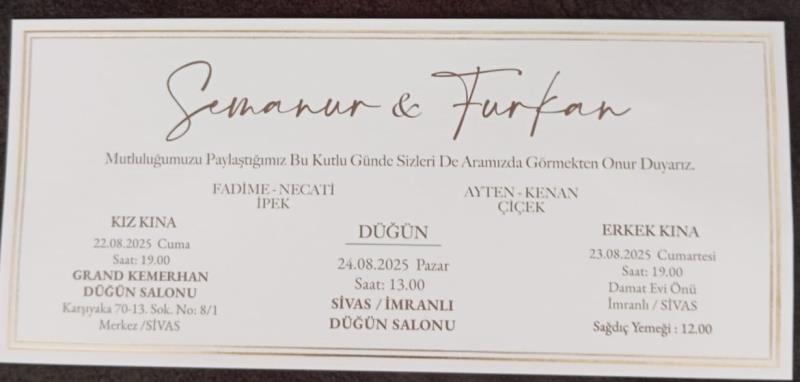 Semanur & Furkan
Mutluluğumuzu Paylaştığımız Bu Kutlu Günde Sizleri De Aramızda Görmekten Onur Duyarız.
FADİME - NECATİ
İPEK
AYTEN - KENAN
ÇİÇEK
KIZ KINA
22.08.2025 Cuma
Saat: 19.00
GRAND KEMERHAN
DÜĞÜN SALONU
Karşıyaka 70-13. Sok. No: 8/1
Merkez /SİVAS
DÜĞÜN
24.08.2025 Pazar
Saat: 13.00
SİVAS / İMRANLI
DÜĞÜN SALONU
ERKEK KINA
23.08.2025 Cumartesi
Saat: 19.00
Damat Evi Önü
İmranlı / SİVAS
Sağdıç Yemeği : 12.00